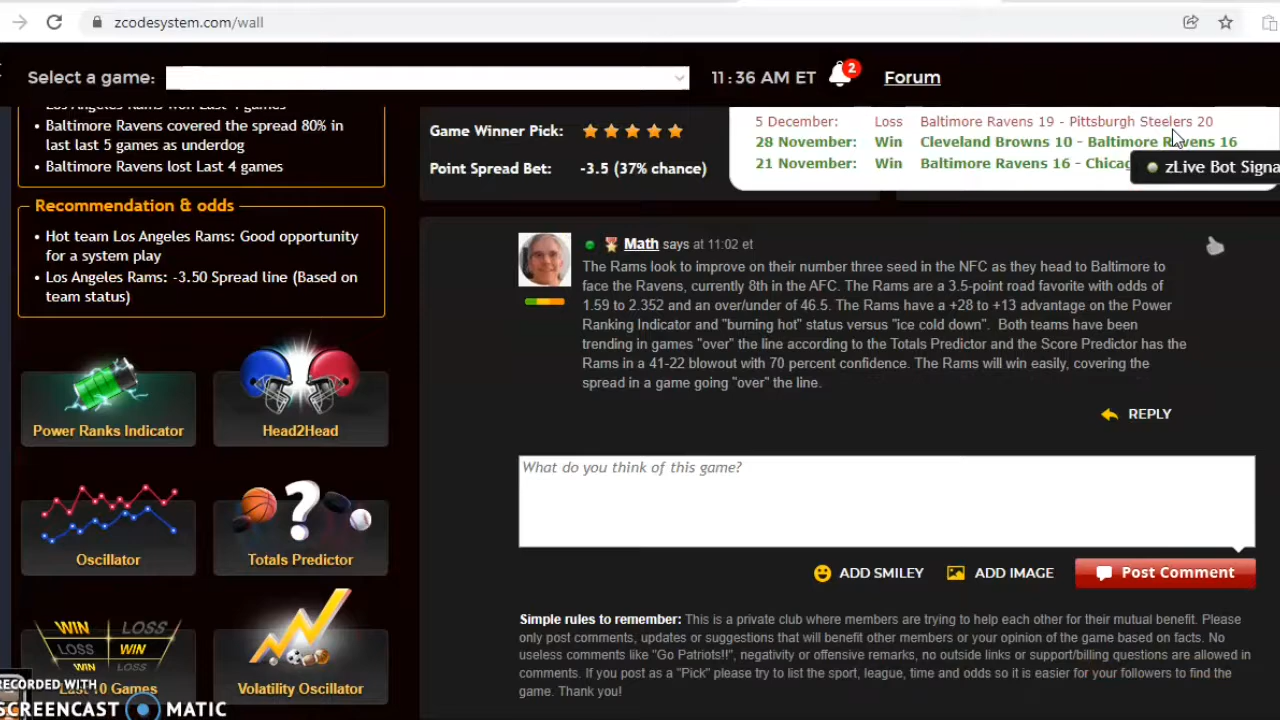 zcodesystem.com/wall
Select a game:
11:36 AM ET
2
Forum
Los Angeles Rams won Last 4 games
• Baltimore Ravens covered the spread 80% in
last last 5 games as underdog
• Baltimore Ravens lost Last 4 games
Recommendation & odds
• Hot team Los Angeles Rams: Good opportunity
for a system play
• Los Angeles Rams: -3.50 Spread line (Based on
team status)
Power Ranks Indicator
Head2Head
Oscillator
Totals Predictor
WIN LOSS
LOSS WIN
WIN LOSS
Last 10 Games
Volatility Oscillator
RECORDED WITH
SCREENCAST MATIC
Game Winner Pick:
Point Spread Bet: -3.5 (37% chance)
5 December: Loss Baltimore Ravens 19 - Pittsburgh Steelers 20
28 November: Win Cleveland Browns 10 - Baltimore Ravens 16
21 November: Win Baltimore Ravens 16 - Chicag
zLive Bot Signa
Math says at 11:02 et
The Rams look to improve on their number three seed in the NFC as they head to Baltimore to
face the Ravens, currently 8th in the AFC. The Rams are a 3.5-point road favorite with odds of
1.59 to 2.352 and an over/under of 46.5. The Rams have a +28 to +13 advantage on the Power
Ranking Indicator and "burning hot" status versus "ice cold down". Both teams have been
trending in games "over" the line according to the Totals Predictor and the Score Predictor has the
Rams in a 41-22 blowout with 70 percent confidence. The Rams will win easily, covering the
spread in a game going "over" the line.
REPLY
What do you think of this game?
ADD SMILEY
ADD IMAGE
Post Comment
Simple rules to remember: This is a private club where members are trying to help each other for their mutual benefit. Please
only post comments, updates or suggestions that will benefit other members or your opinion of the game based on facts. No
useless comments like "Go Patriots!!", negativity or offensive remarks, no outside links or support/billing questions are allowed in
comments. If you post as a "Pick" please try to list the sport, league, time and odds so it is easier for your followers to find the
game. Thank you!